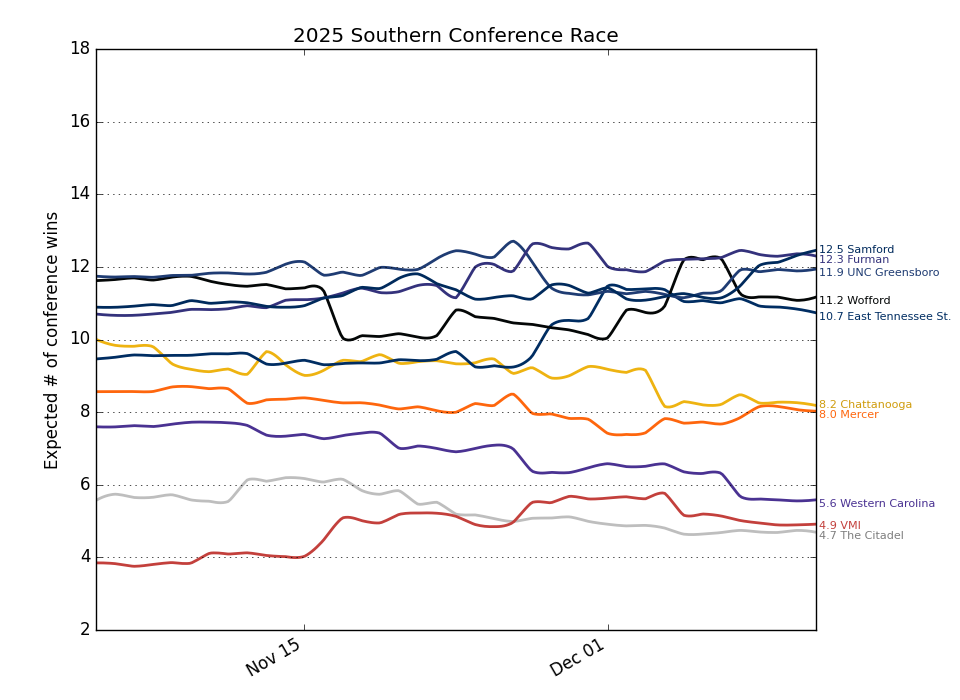 2025 Southern Conference Race
Expected # of conference wins
18
16
14
12
10
8
6
4
2
Nov 15
Dec 01
12.5 Samford
12.3 Furman
11.9 UNC Greensboro
11.2 Wofford
10.7 East Tennessee St.
8.2 Chattanooga
8.0 Mercer
5.6 Western Carolina
4.9 VMI
4.7 The Citadel